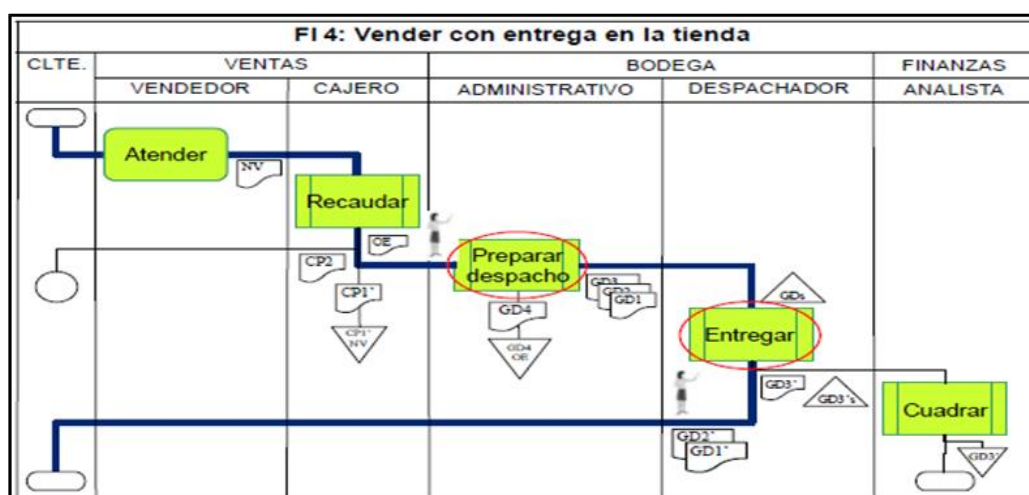 FI 4: Vender con entrega en la tienda
CLTE. VENTAS BODEGA FINANZAS
VENDEDOR CAJERO ADMINISTRATIVO DESPACHADOR ANALISTA
Atender
NV
Recaudar
OE
CP2
CP1'
CP1'
NV
Preparar
despacho
GD3
GD2
GD1
GD4
GD4
OE
GDs
Entregar
GD3'
GD3's
Cuadrar
GD2'
GD1'
GD3'